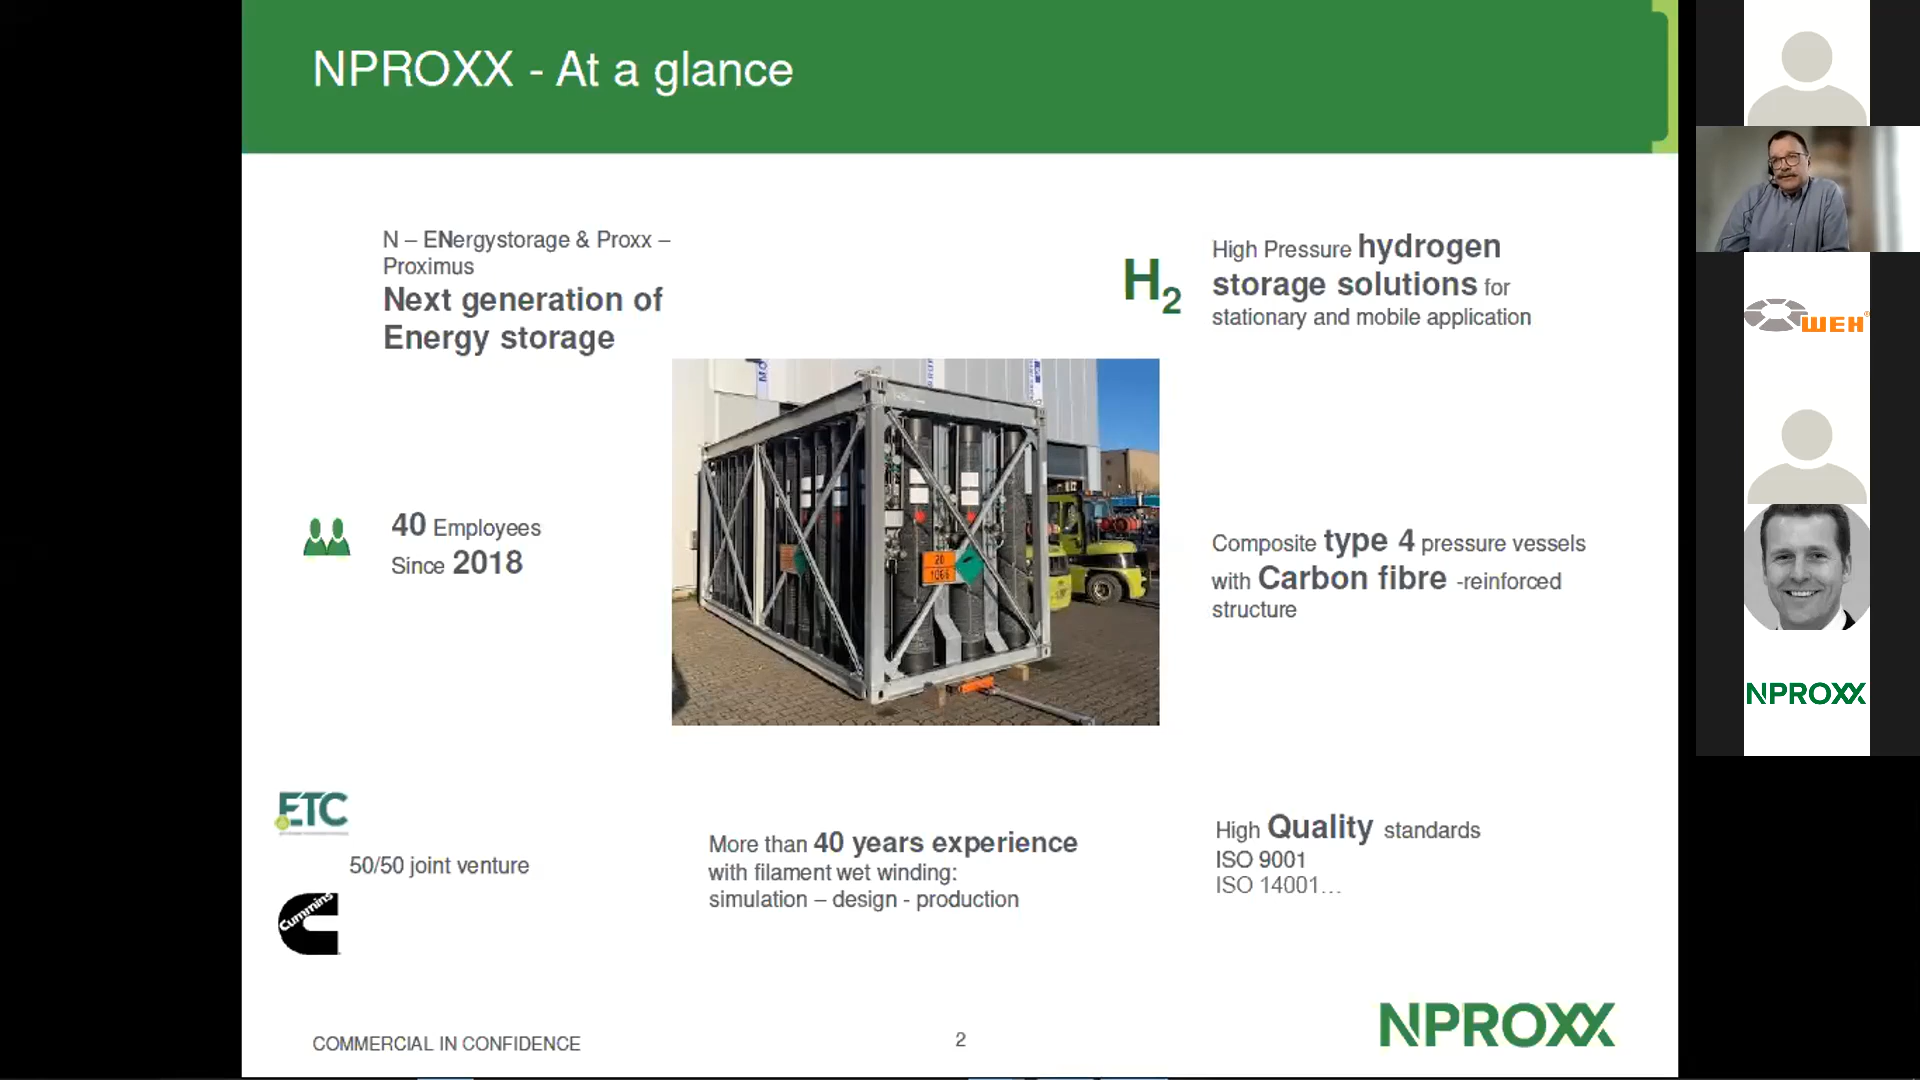 NPROXX - At a glance
N – ENergystorage & Proxx –
Proximus
Next generation of
Energy storage
H2
High Pressure hydrogen
storage solutions for
stationary and mobile application
WEH®
40 Employees
Since 2018
20
1066
Composite type 4 pressure vessels
with Carbon fibre -reinforced
structure
NPROXX
ETC
50/50 joint venture
Cummins
More than 40 years experience
with filament wet winding:
simulation – design - production
High Quality standards
ISO 9001
ISO 14001...
COMMERCIAL IN CONFIDENCE
2
NPROXX